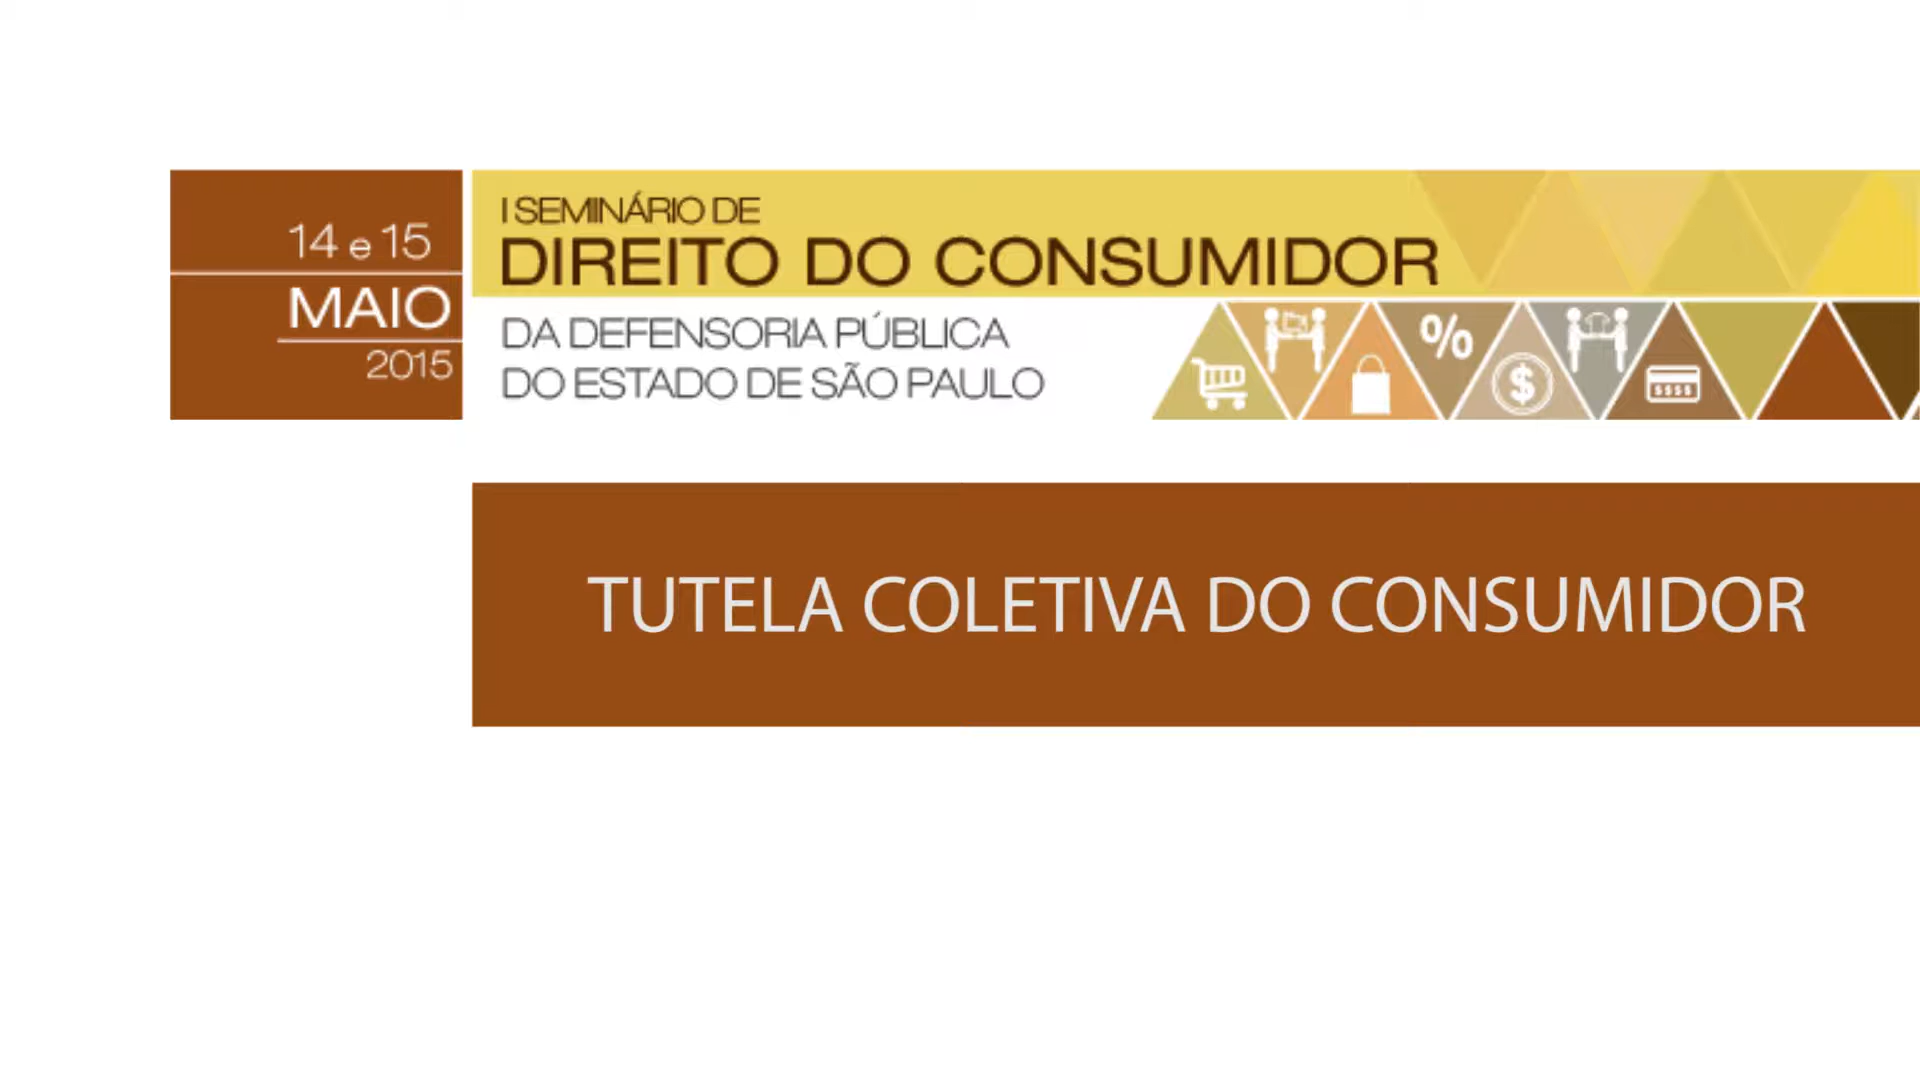 14 e 15
MAIO
2015
I SEMINÁRIO DE
DIREITO DO CONSUMIDOR
DA DEFENSORIA PÚBLICA
DO ESTADO DE SÃO PAULO
%
$
$$$$
TUTELA COLETIVA DO CONSUMIDOR